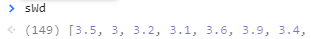 > sWd
< (149) [3.5, 3, 3.2, 3.1, 3.6, 3.9, 3.4,